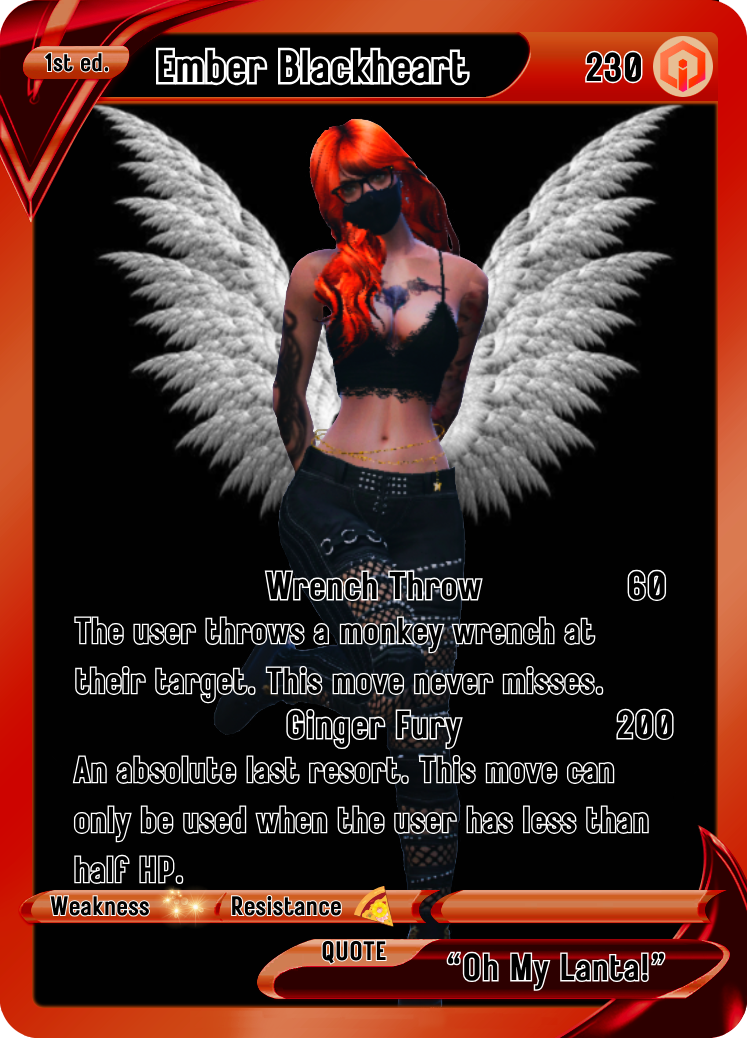 1st ed.
Ember Blackheart
230
Wrench Throw 60
The user throws a monkey wrench at
their target. This move never misses.
Ginger Fury 200
An absolute last resort. This move can
only be used when the user has less than
half HP.
Weakness Resistance
QUOTE
“Oh My Lanta!”